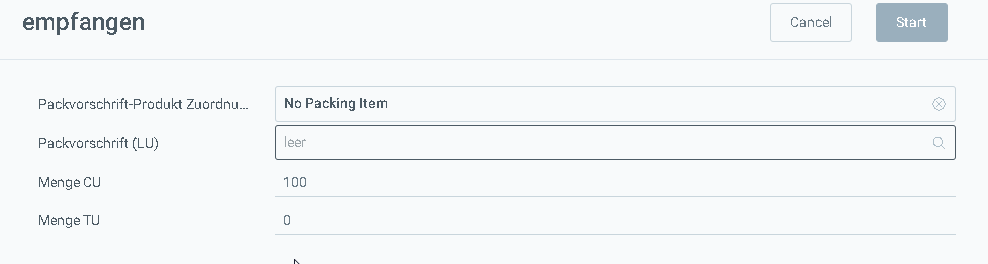 empfangen
Cancel
Start
Packvorschrift-Produkt Zuordnu... No Packing Item
Packvorschrift (LU) leer
Menge CU 100
Menge TU 0